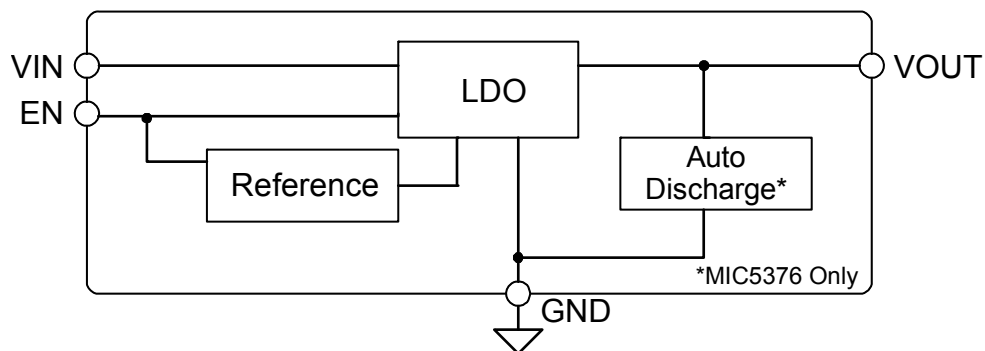 VIN
EN
LDO
VOUT
Reference
Auto
Discharge*
*MIC5376 Only
GND